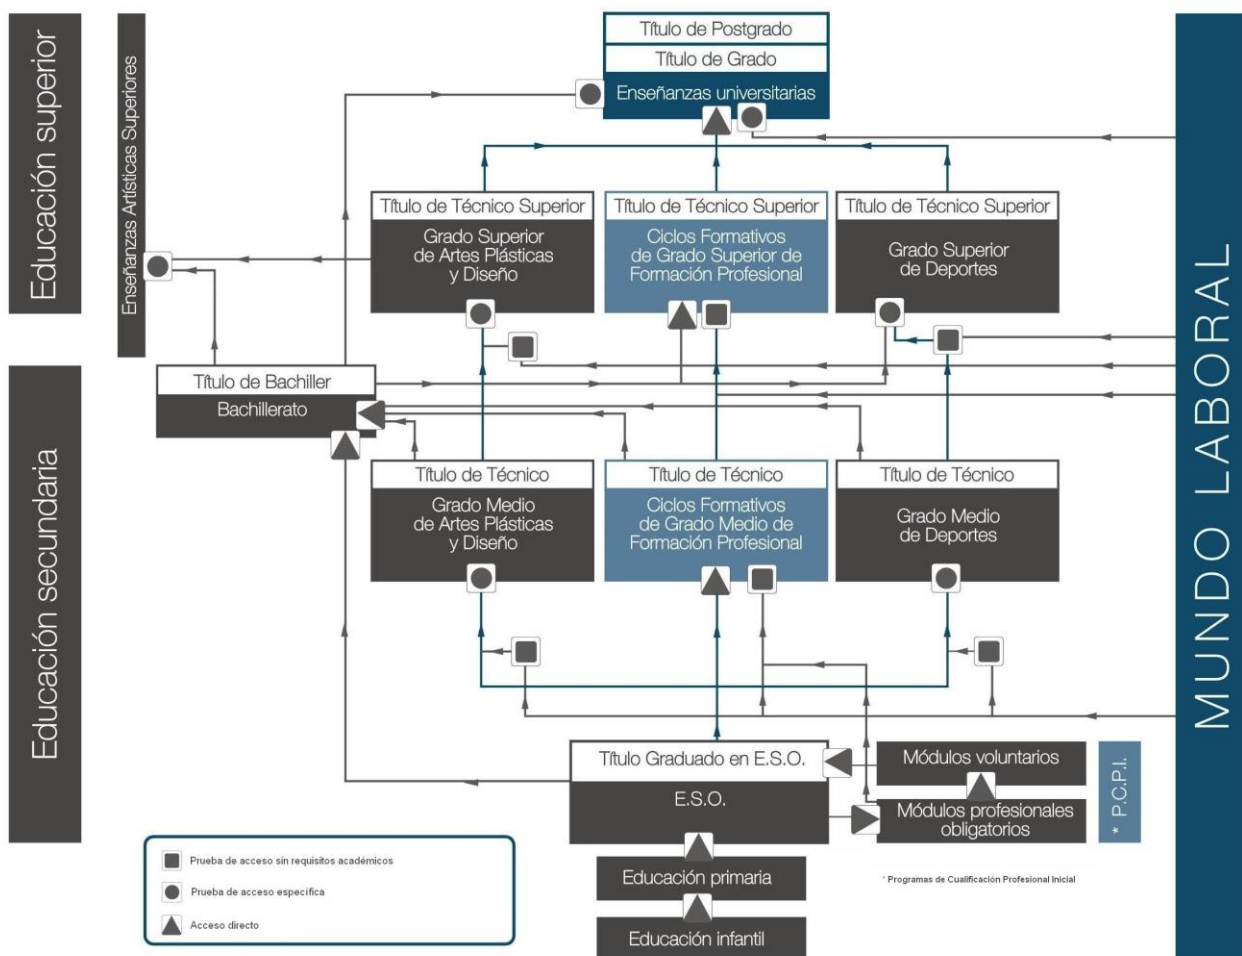 Educación superior
Enseñanzas Artísticas Superiores
Título de Postgrado
Título de Grado
Enseñanzas universitarias
Título de Técnico Superior
Grado Superior
de Artes Plásticas
y Diseño
Título de Técnico Superior
Ciclos Formativos
de Grado Superior de
Formación Profesional
Título de Técnico Superior
Grado Superior
de Deportes
MUNDO LABORAL
Educación secundaria
Título de Bachiller
Bachillerato
Título de Técnico
Grado Medio
de Artes Plásticas
y Diseño
Título de Técnico
Ciclos Formativos
de Grado Medio de
Formación Profesional
Título de Técnico
Grado Medio
de Deportes
Título Graduado en E.S.O.
E.S.O.
Módulos voluntarios
Módulos profesionales
obligatorios
* P.C.P.I.
Educación primaria
Educación infantil
* Programas de Cualificación Profesional Inicial
Prueba de acceso sin requisitos académicos
Prueba de acceso específica
Acceso directo